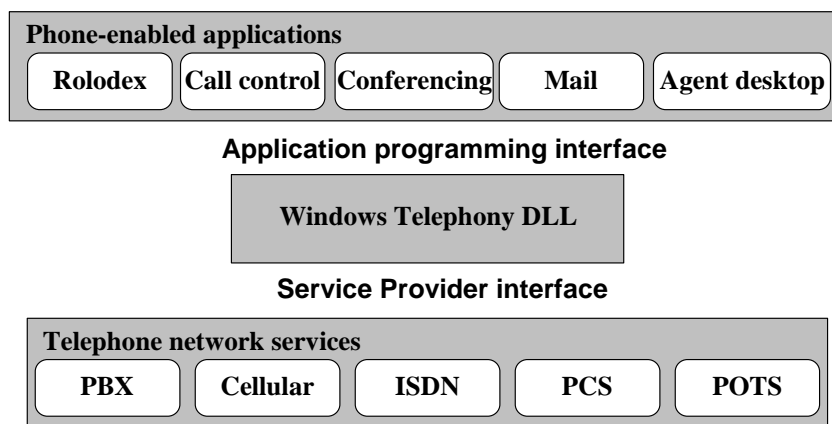 Phone-enabled applications
Rolodex Call control Conferencing Mail Agent desktop
Application programming interface
Windows Telephony DLL
Service Provider interface
Telephone network services
PBX Cellular ISDN PCS POTS